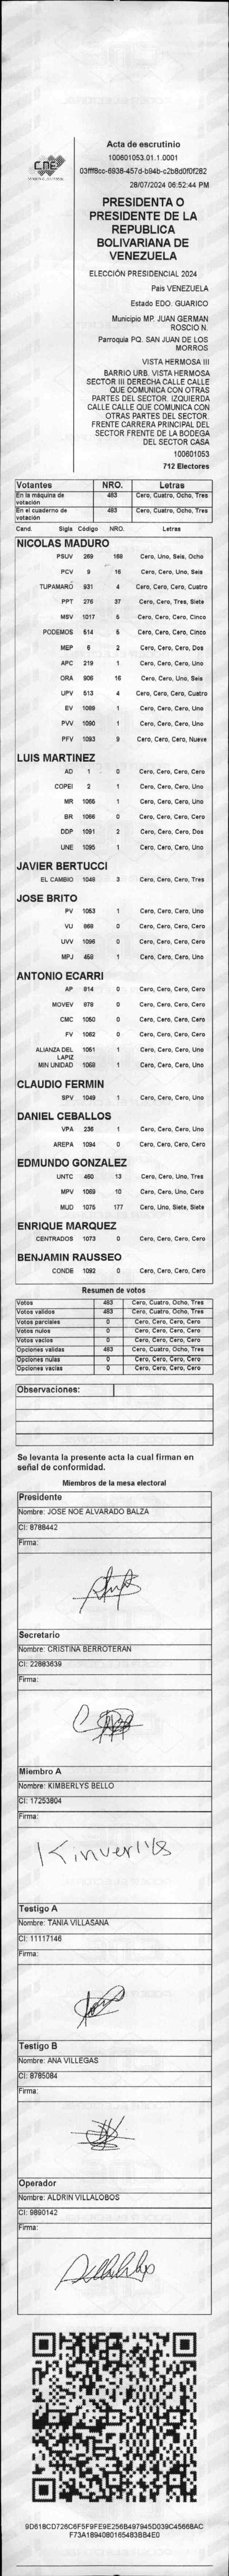 CNE
Acta de escrutinio
100601053.01.1.0001
03fff8cc-6938-457d-b94b-c2b8d0f0f282
28/07/2024 06:52:44 PM
PRESIDENTA O
PRESIDENTE DE LA
REPUBLICA
BOLIVARIANA DE
VENEZUELA
ELECCIÓN PRESIDENCIAL 2024
Pais VENEZUELA
Estado EDO. GUARICO
Municipio MP. JUAN GERMAN
ROSCIO N.
Parroquia PQ. SAN JUAN DE LOS
MORROS
VISTA HERMOSA III
BARRIO URB. VISTA HERMOSA
SECTOR III DERECHA CALLE CALLE
QUE COMUNICA CON OTRAS
PARTES DEL SECTOR. IZQUIERDA
CALLE CALLE QUE COMUNICA CON
OTRAS PARTES DEL SECTOR.
FRENTE CARRERA PRINCIPAL DEL
SECTOR FRENTE DE LA BODEGA
DEL SECTOR CASA
100601053
712 Electores
Votantes NRO. Letras
En la máquina de votación 483 Cero, Cuatro, Ocho, Tres
En el cuaderno de votación 483 Cero, Cuatro, Ocho, Tres
Cand. Sigla Código NRO. Letras
NICOLAS MADURO
PSUV 269 168 Cero, Uno, Seis, Ocho
PCV 9 16 Cero, Cero, Uno, Seis
TUPAMARO 931 4 Cero, Cero, Cero, Cuatro
PPT 276 37 Cero, Cero, Tres, Siete
MSV 1017 5 Cero, Cero, Cero, Cinco
PODEMOS 514 5 Cero, Cero, Cero, Cinco
MEP 6 2 Cero, Cero, Cero, Dos
APC 219 1 Cero, Cero, Cero, Uno
ORA 906 16 Cero, Cero, Uno, Seis
UPV 513 4 Cero, Cero, Cero, Cuatro
EV 1089 1 Cero, Cero, Cero, Uno
PVV 1090 1 Cero, Cero, Cero, Uno
PFV 1093 9 Cero, Cero, Cero, Nueve
LUIS MARTINEZ
AD 1 0 Cero, Cero, Cero, Cero
COPEI 2 1 Cero, Cero, Cero, Uno
MR 1065 1 Cero, Cero, Cero, Uno
BR 1066 0 Cero, Cero, Cero, Cero
DDP 1091 2 Cero, Cero, Cero, Dos
UNE 1095 1 Cero, Cero, Cero, Uno
JAVIER BERTUCCI
EL CAMBIO 1048 3 Cero, Cero, Cero, Tres
JOSE BRITO
PV 1053 1 Cero, Cero, Cero, Uno
VU 868 0 Cero, Cero, Cero, Cero
UVV 1096 0 Cero, Cero, Cero, Cero
MPJ 458 1 Cero, Cero, Cero, Uno
ANTONIO ECARRI
AP 814 0 Cero, Cero, Cero, Cero
MOVEV 978 0 Cero, Cero, Cero, Cero
CMC 1050 0 Cero, Cero, Cero, Cero
FV 1062 0 Cero, Cero, Cero, Cero
ALIANZA DEL LAPIZ 1051 1 Cero, Cero, Cero, Uno
MIN UNIDAD 1068 1 Cero, Cero, Cero, Uno
CLAUDIO FERMIN
SPV 1049 1 Cero, Cero, Cero, Uno
DANIEL CEBALLOS
VPA 236 1 Cero, Cero, Cero, Uno
AREPA 1094 0 Cero, Cero, Cero, Cero
EDMUNDO GONZALEZ
UNTC 460 13 Cero, Cero, Uno, Tres
MPV 1069 10 Cero, Cero, Uno, Cero
MUD 1075 177 Cero, Uno, Siete, Siete
ENRIQUE MARQUEZ
CENTRADOS 1073 0 Cero, Cero, Cero, Cero
BENJAMIN RAUSSEO
CONDE 1092 0 Cero, Cero, Cero, Cero
Resumen de votos
Votos 483 Cero, Cuatro, Ocho, Tres
Votos validos 483 Cero, Cuatro, Ocho, Tres
Votos parciales 0 Cero, Cero, Cero, Cero
Votos nulos 0 Cero, Cero, Cero, Cero
Votos vacios 0 Cero, Cero, Cero, Cero
Opciones validas 483 Cero, Cuatro, Ocho, Tres
Opciones nulas 0 Cero, Cero, Cero, Cero
Opciones vacias 0 Cero, Cero, Cero, Cero
Observaciones:
Se levanta la presente acta la cual firman en
señal de conformidad.
Miembros de la mesa electoral
Presidente
Nombre: JOSE NOE ALVARADO BALZA
CI: 8788442
Firma:
Secretario
Nombre: CRISTINA BERROTERAN
CI: 22883639
Firma:
Miembro A
Nombre: KIMBERLYS BELLO
CI: 17253804
Firma:
Kinverlys
Testigo A
Nombre: TANIA VILLASANA
CI: 11117146
Firma:
Testigo B
Nombre: ANA VILLEGAS
CI: 8785084
Firma:
Operador
Nombre: ALDRIN VILLALOBOS
CI: 9890142
Firma:
9D618CD726C6F5F9FE9E256B497945D039C45668AC
F73A1894080165483BB4E0